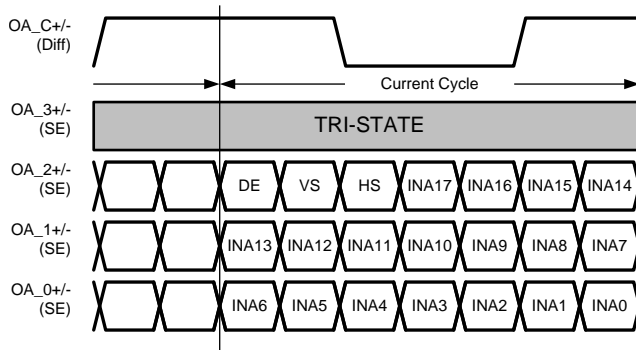 OA_C+/-
(Diff)
Current Cycle
OA_3+/-
(SE)
TRI-STATE
OA_2+/-
(SE)
DE VS HS INA17 INA16 INA15 INA14
OA_1+/-
(SE)
INA13 INA12 INA11 INA10 INA9 INA8 INA7
OA_0+/-
(SE)
INA6 INA5 INA4 INA3 INA2 INA1 INA0